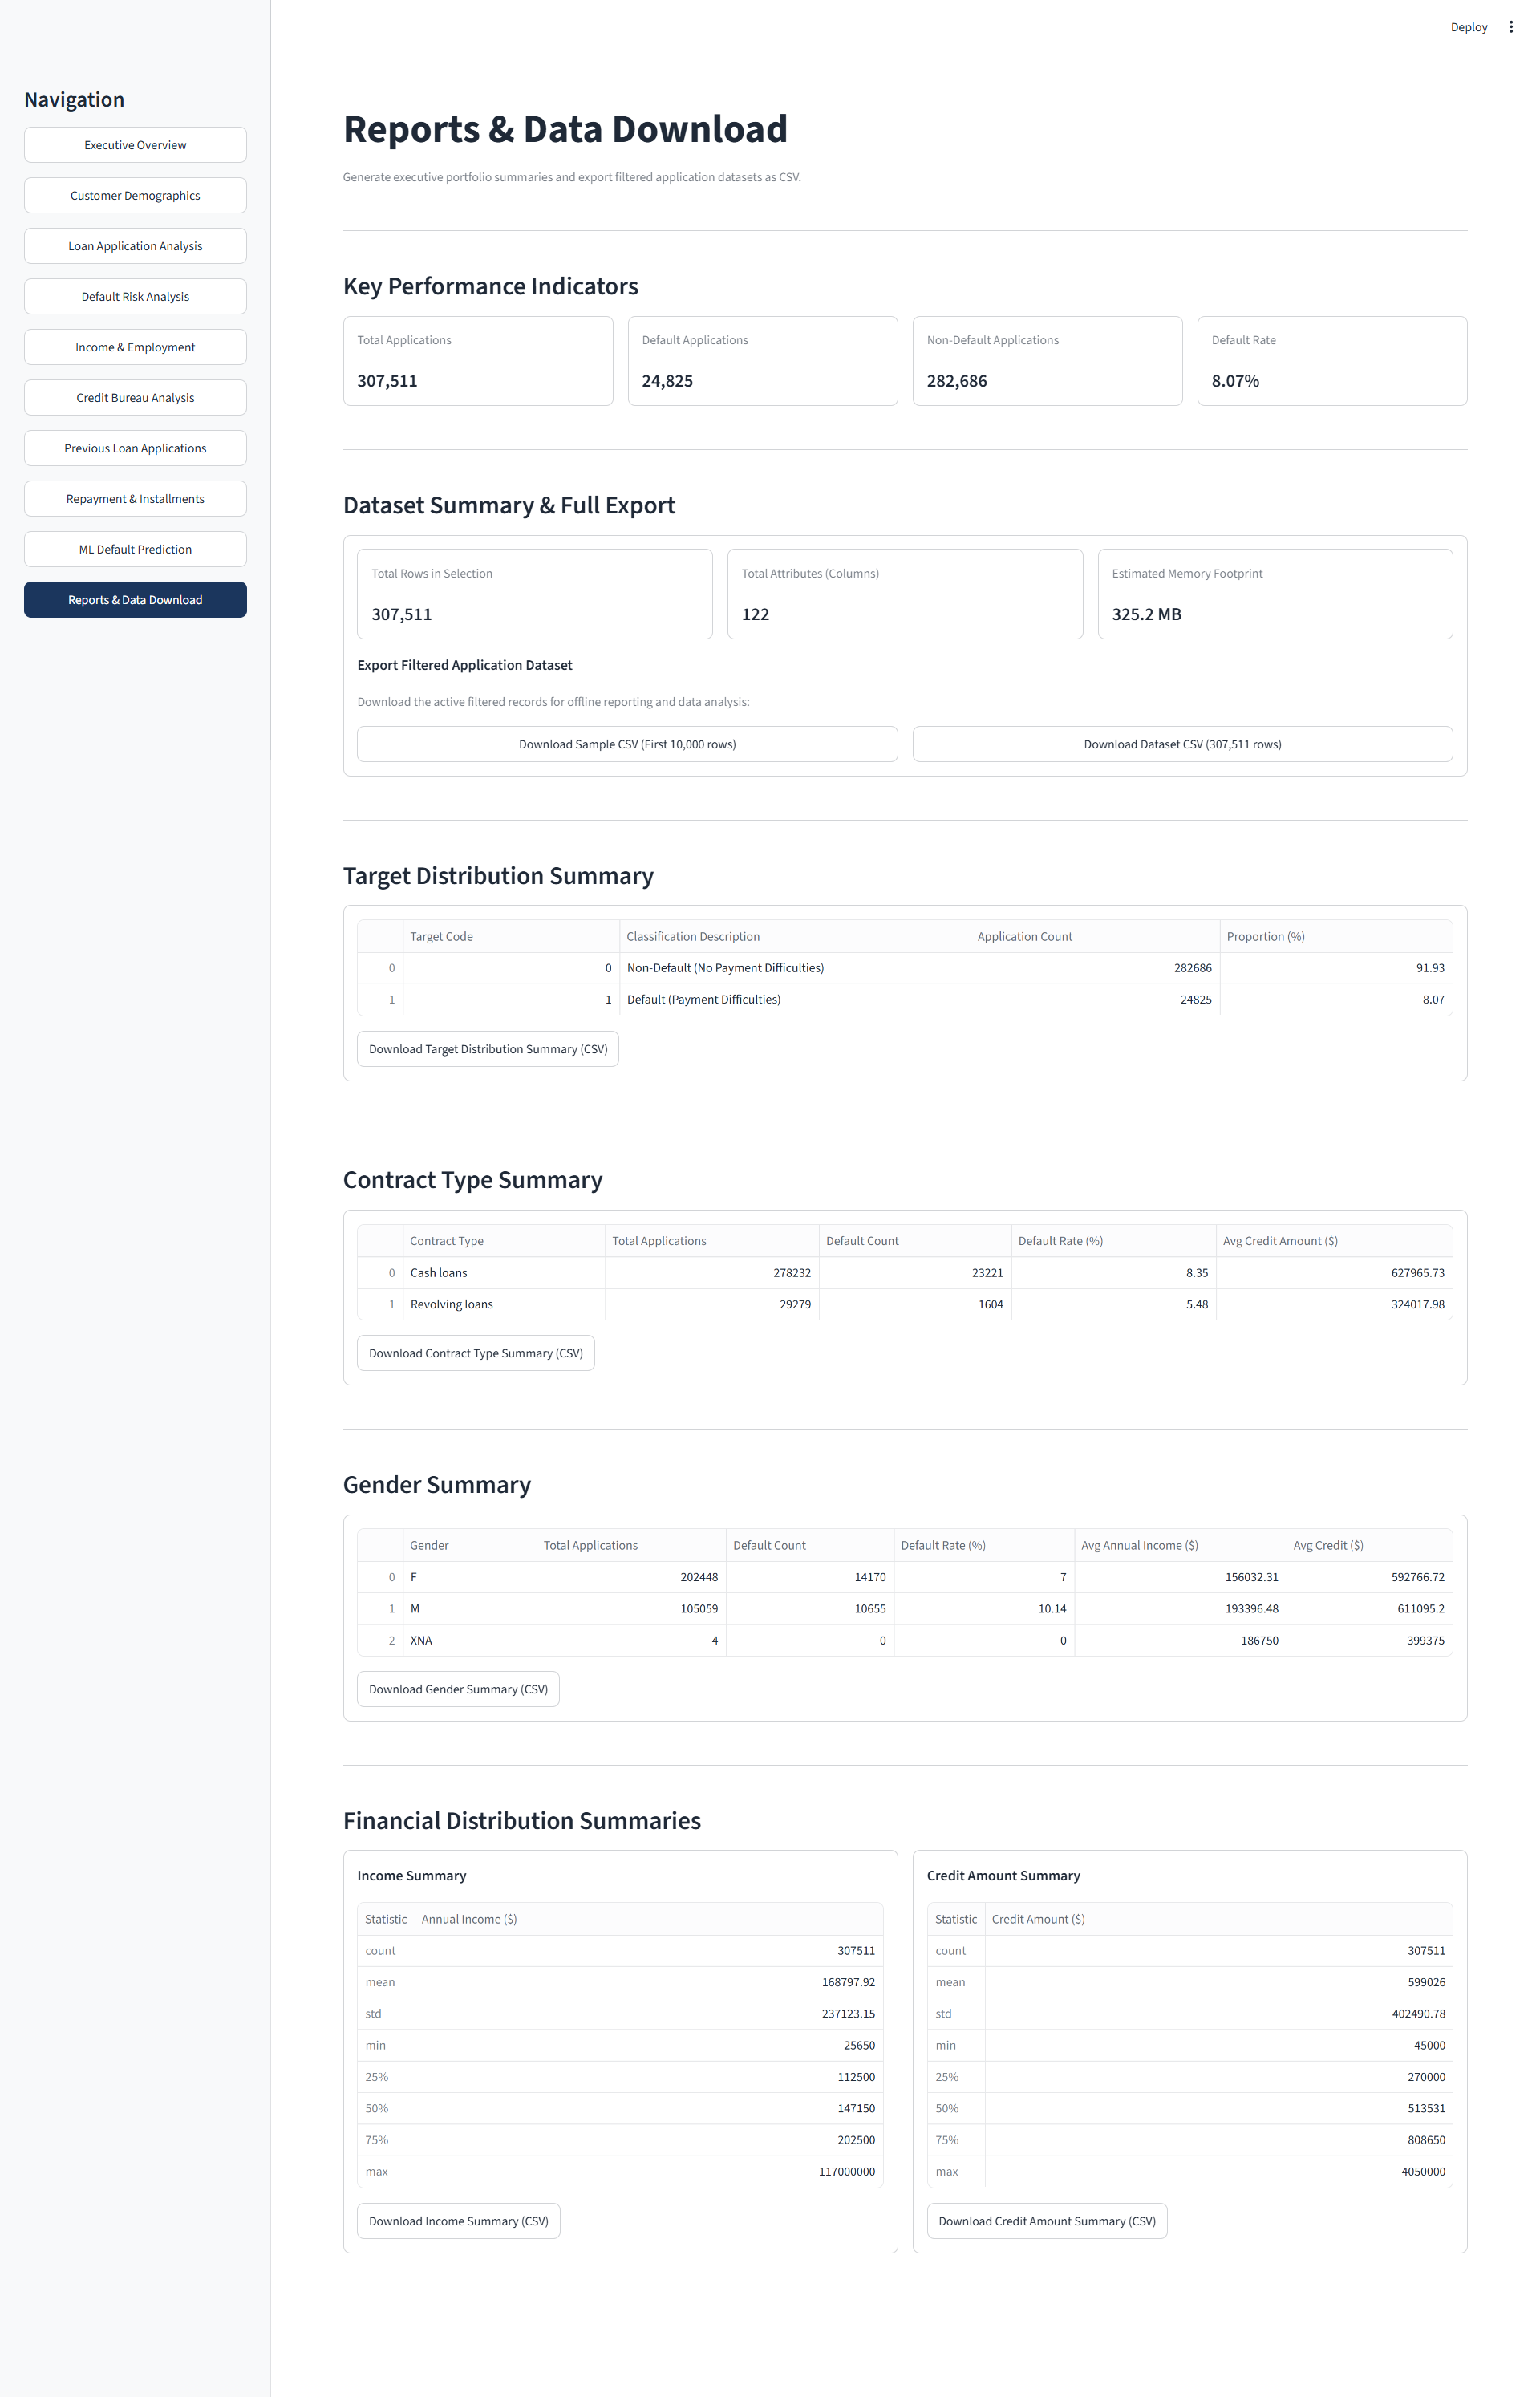 Deploy
Navigation
Executive Overview
Customer Demographics
Loan Application Analysis
Default Risk Analysis
Income & Employment
Credit Bureau Analysis
Previous Loan Applications
Repayment & Installments
ML Default Prediction
Reports & Data Download
Reports & Data Download
Generate executive portfolio summaries and export filtered application datasets as CSV.
Key Performance Indicators
Total Applications Default Applications Non-Default Applications Default Rate
307,511 24,825 282,686 8.07%
Dataset Summary & Full Export
Total Rows in Selection Total Attributes (Columns) Estimated Memory Footprint
307,511 122 325.2 MB
Export Filtered Application Dataset
Download the active filtered records for offline reporting and data analysis:
Download Sample CSV (First 10,000 rows) Download Dataset CSV (307,511 rows)
Target Distribution Summary
Target Code Classification Description Application Count Proportion (%)
0 0 Non-Default (No Payment Difficulties) 282686 91.93
1 1 Default (Payment Difficulties) 24825 8.07
Download Target Distribution Summary (CSV)
Contract Type Summary
Contract Type Total Applications Default Count Default Rate (%) Avg Credit Amount ($)
0 Cash loans 278232 23221 8.35 627965.73
1 Revolving loans 29279 1604 5.48 324017.98
Download Contract Type Summary (CSV)
Gender Summary
Gender Total Applications Default Count Default Rate (%) Avg Annual Income ($) Avg Credit ($)
0 F 202448 14170 7 156032.31 592766.72
1 M 105059 10655 10.14 193396.48 611095.2
2 XNA 4 0 0 186750 399375
Download Gender Summary (CSV)
Financial Distribution Summaries
Income Summary
Statistic Annual Income ($)
count 307511
mean 168797.92
std 237123.15
min 25650
25% 112500
50% 147150
75% 202500
max 117000000
Download Income Summary (CSV)
Credit Amount Summary
Statistic Credit Amount ($)
count 307511
mean 599026
std 402490.78
min 45000
25% 270000
50% 513531
75% 808650
max 4050000
Download Credit Amount Summary (CSV)